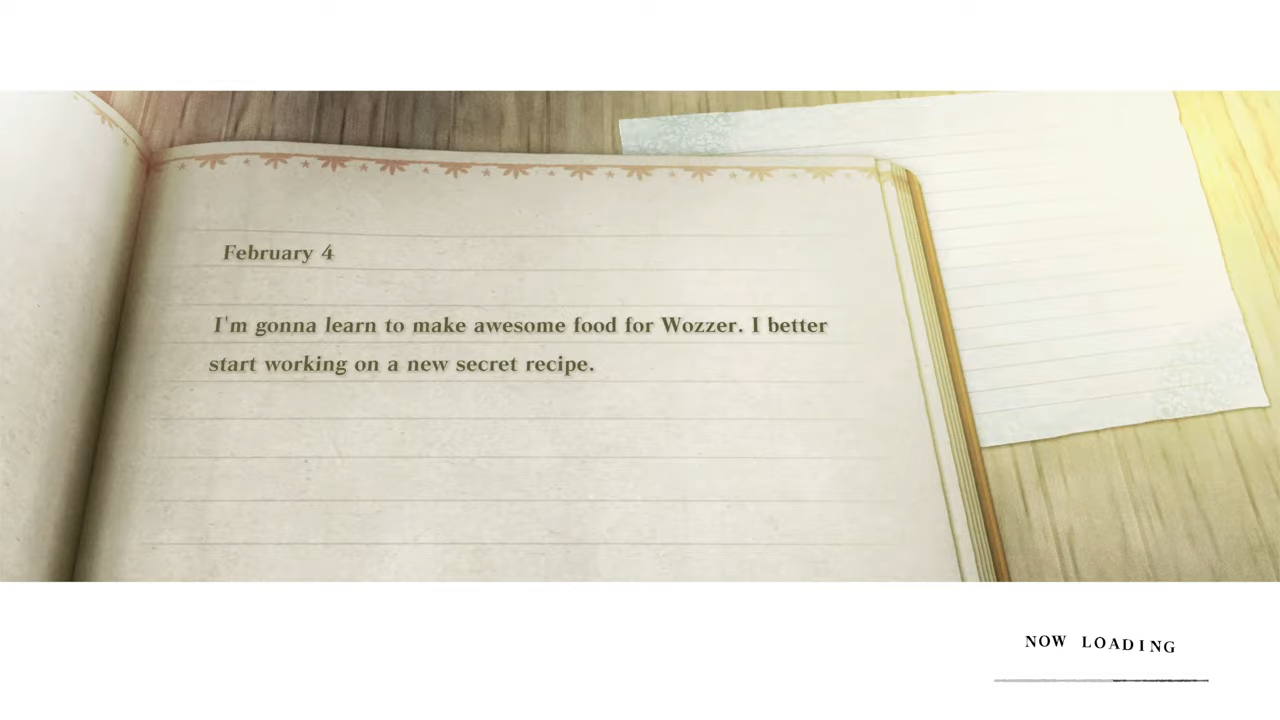 February 4
I'm gonna learn to make awesome food for Wozzer. I better
start working on a new secret recipe.
NOW LOADING